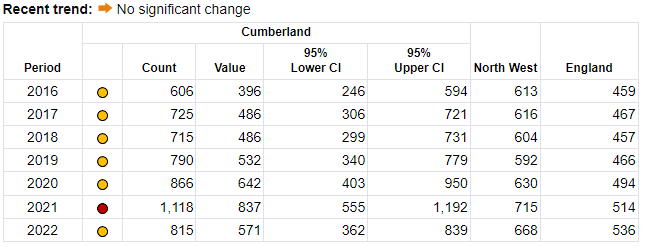 Recent trend: No significant change
Cumberland
95% 95%
Period Count Value Lower CI Upper CI North West England
2016 606 396 246 594 613 459
2017 725 486 306 721 616 467
2018 715 486 299 731 604 457
2019 790 532 340 779 592 466
2020 866 642 403 950 630 494
2021 1,118 837 555 1,192 715 514
2022 815 571 362 839 668 536